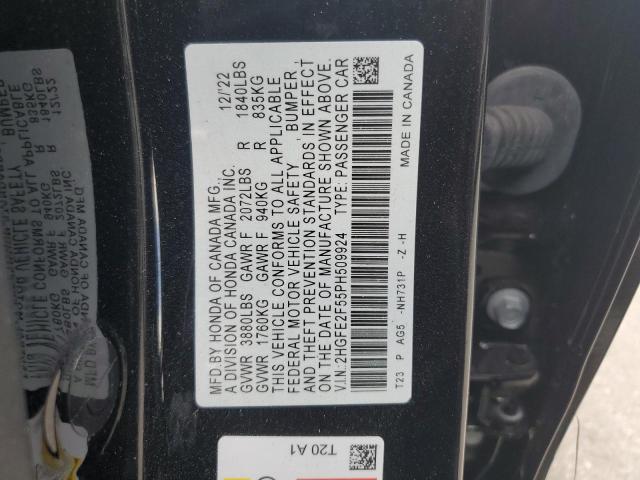 MFD.BY HONDA OF CANADA MFG., 12/'22
A DIVISION OF HONDA CANADA INC.
GVWR 3880LBS GAWR F 2072LBS R 1840LBS
GVWR 1760KG GAWR F 940KG R 835KG
THIS VEHICLE CONFORMS TO ALL APPLICABLE
FEDERAL MOTOR VEHICLE SAFETY , BUMPER ,
AND THEFT PREVENTION STANDARDS IN EFFECT
ON THE DATE OF MANUFACTURE SHOWN ABOVE.
V.I.N.:2HGFE2F55PH509924 TYPE: PASSENGER CAR
T23 P AG5 -NH731P -Z -H MADE IN CANADA
T20 A1